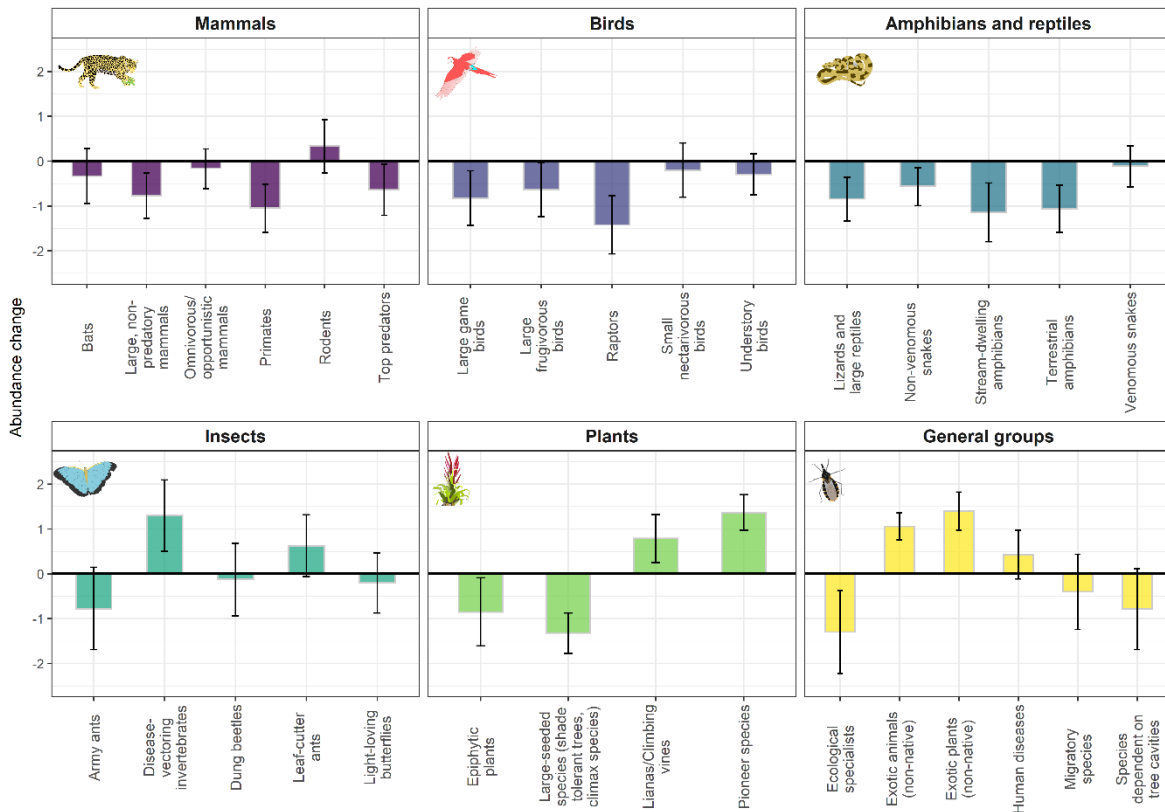 Abundance change
Mammals
2
1
0
-1
-2
Bats
Large, non-
predatory
mammals
Omnivorous/
opportunistic
mammals
Primates
Rodents
Top predators
Birds
Large game
birds
Large
frugivorous
birds
Raptors
Small
nectarivorous
birds
Understory
birds
Amphibians and reptiles
Lizards and
large reptiles
Non-venomous
snakes
Stream-dwelling
amphibians
Terrestrial
amphibians
Venomous snakes
Insects
2
1
0
-1
-2
Army ants
Disease-
vectoring
invertebrates
Dung beetles
Leaf-cutter
ants
Light-loving
butterflies
Plants
Epiphytic
plants
Large-seeded
species (shade
tolerant trees,
climax species)
Lianas/Climbing
vines
Pioneer species
General groups
Ecological
specialists
Exotic animals
(non-native)
Exotic plants
(non-native)
Human diseases
Migratory
species
Species
dependent on
tree cavities